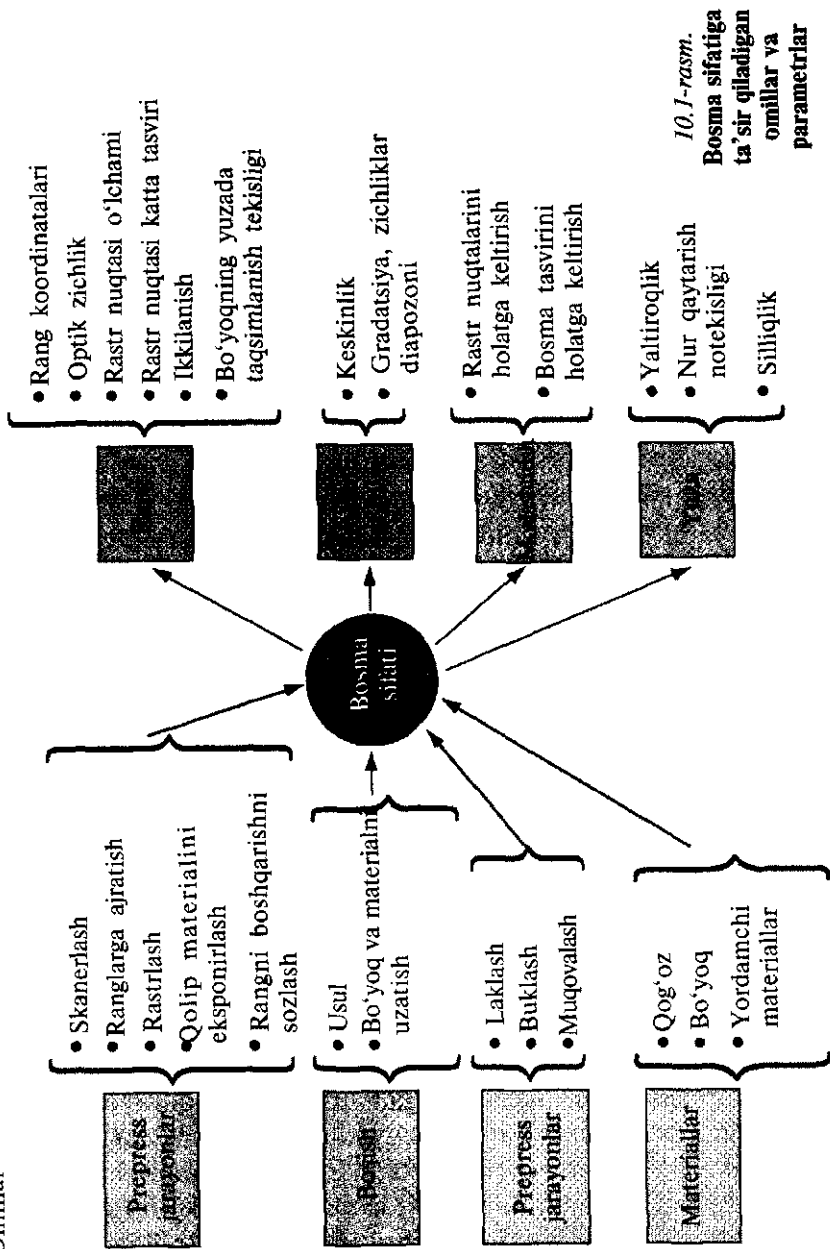 Prepress
jarayonlar
• Skanerlash
• Ranglarga ajratish
• Rastrlash
• Qolip materialini
eksponirlash
• Rangni boshqarishni
sozlash
Bosish
• Usul
• Bo‘yoq va materialni
uzatish
Prepress
jarayonlar
• Laklash
• Buklash
• Muqovalash
Materiallar
• Qog‘oz
• Bo‘yoq
• Yordamchi
materiallar
Bosma
sifati
• Rang koordinatalari
• Optik zichlik
• Rastr nuqtasi o‘lchami
• Rastr nuqtasi katta tasviri
• Ikkilanish
• Bo‘yoqning yuzada
taqsimlanish tekisligi
• Keskinlik
• Gradatsiya, zichliklar
diapozoni
• Rastr nuqtalarini
holatga keltirish
• Bosma tasvirini
holatga keltirish
Yuza
• Yaltiroqlik
• Nur qaytarish
notekisligi
• Silliqlik
10.1-rasm.
Bosma sifatiga
ta’sir qiladigan
omillar va
parametrlar